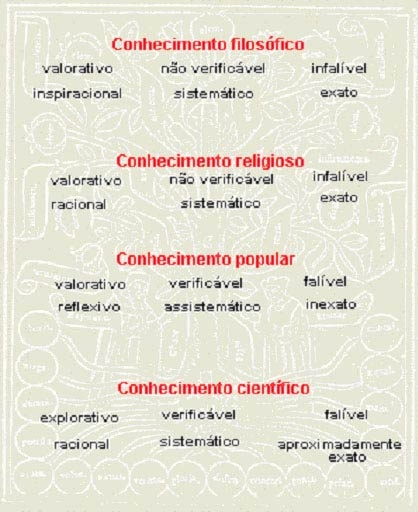 Conhecimento filosófico
valorativo não verificável infalível
inspiracional sistemático exato
Conhecimento religioso
valorativo não verificável infalível
racional sistemático exato
Conhecimento popular
valorativo verificável falível
reflexivo assistemático inexato
Conhecimento científico
explorativo verificável falível
racional sistemático aproximadamente
exato